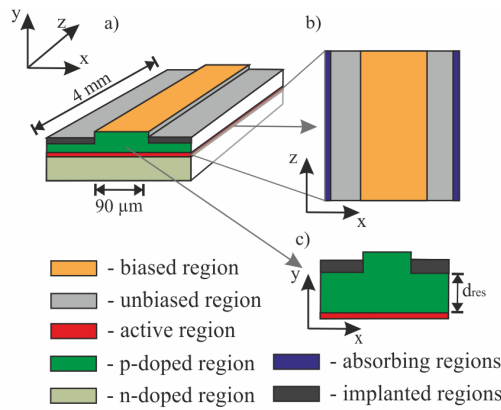 a)
b)
z
y
x
4 mm
90 μm
z
x
c)
y
d_res
x
- biased region
- unbiased region
- active region
- p-doped region
- absorbing regions
- n-doped region
- implanted regions